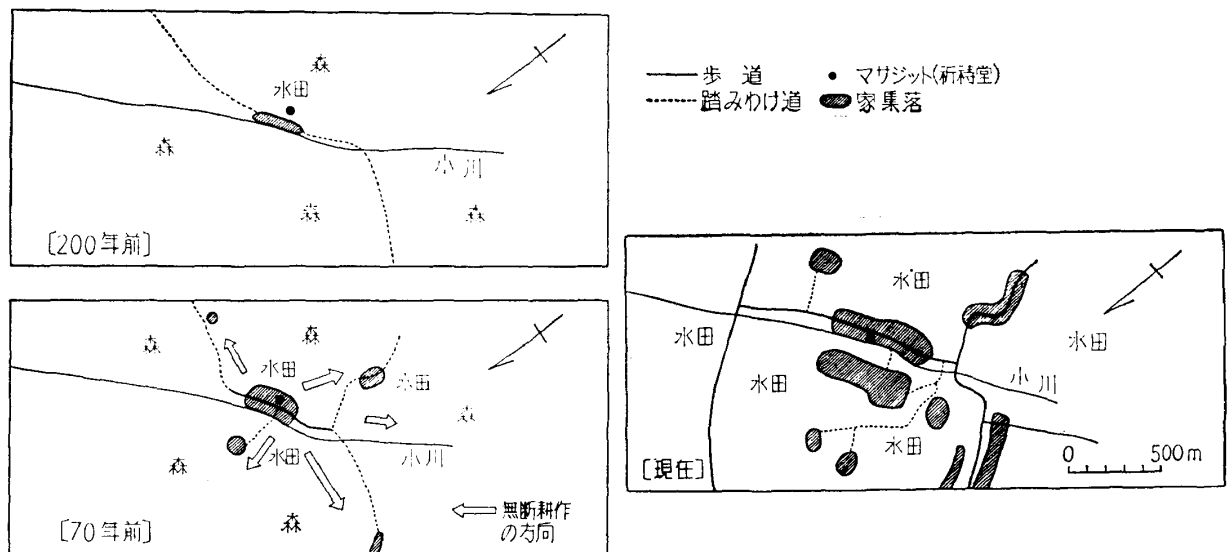 森
水田
森
小川
森
森
[200年前]
歩道
マサジット(祈祷堂)
踏みわけ道
家集落
森
森
水田
水田
森
水田
小川
森
森
無断耕作
の方向
[70年前]
水田
水田
水田
水田
小川
水田
[現在]
0 500m